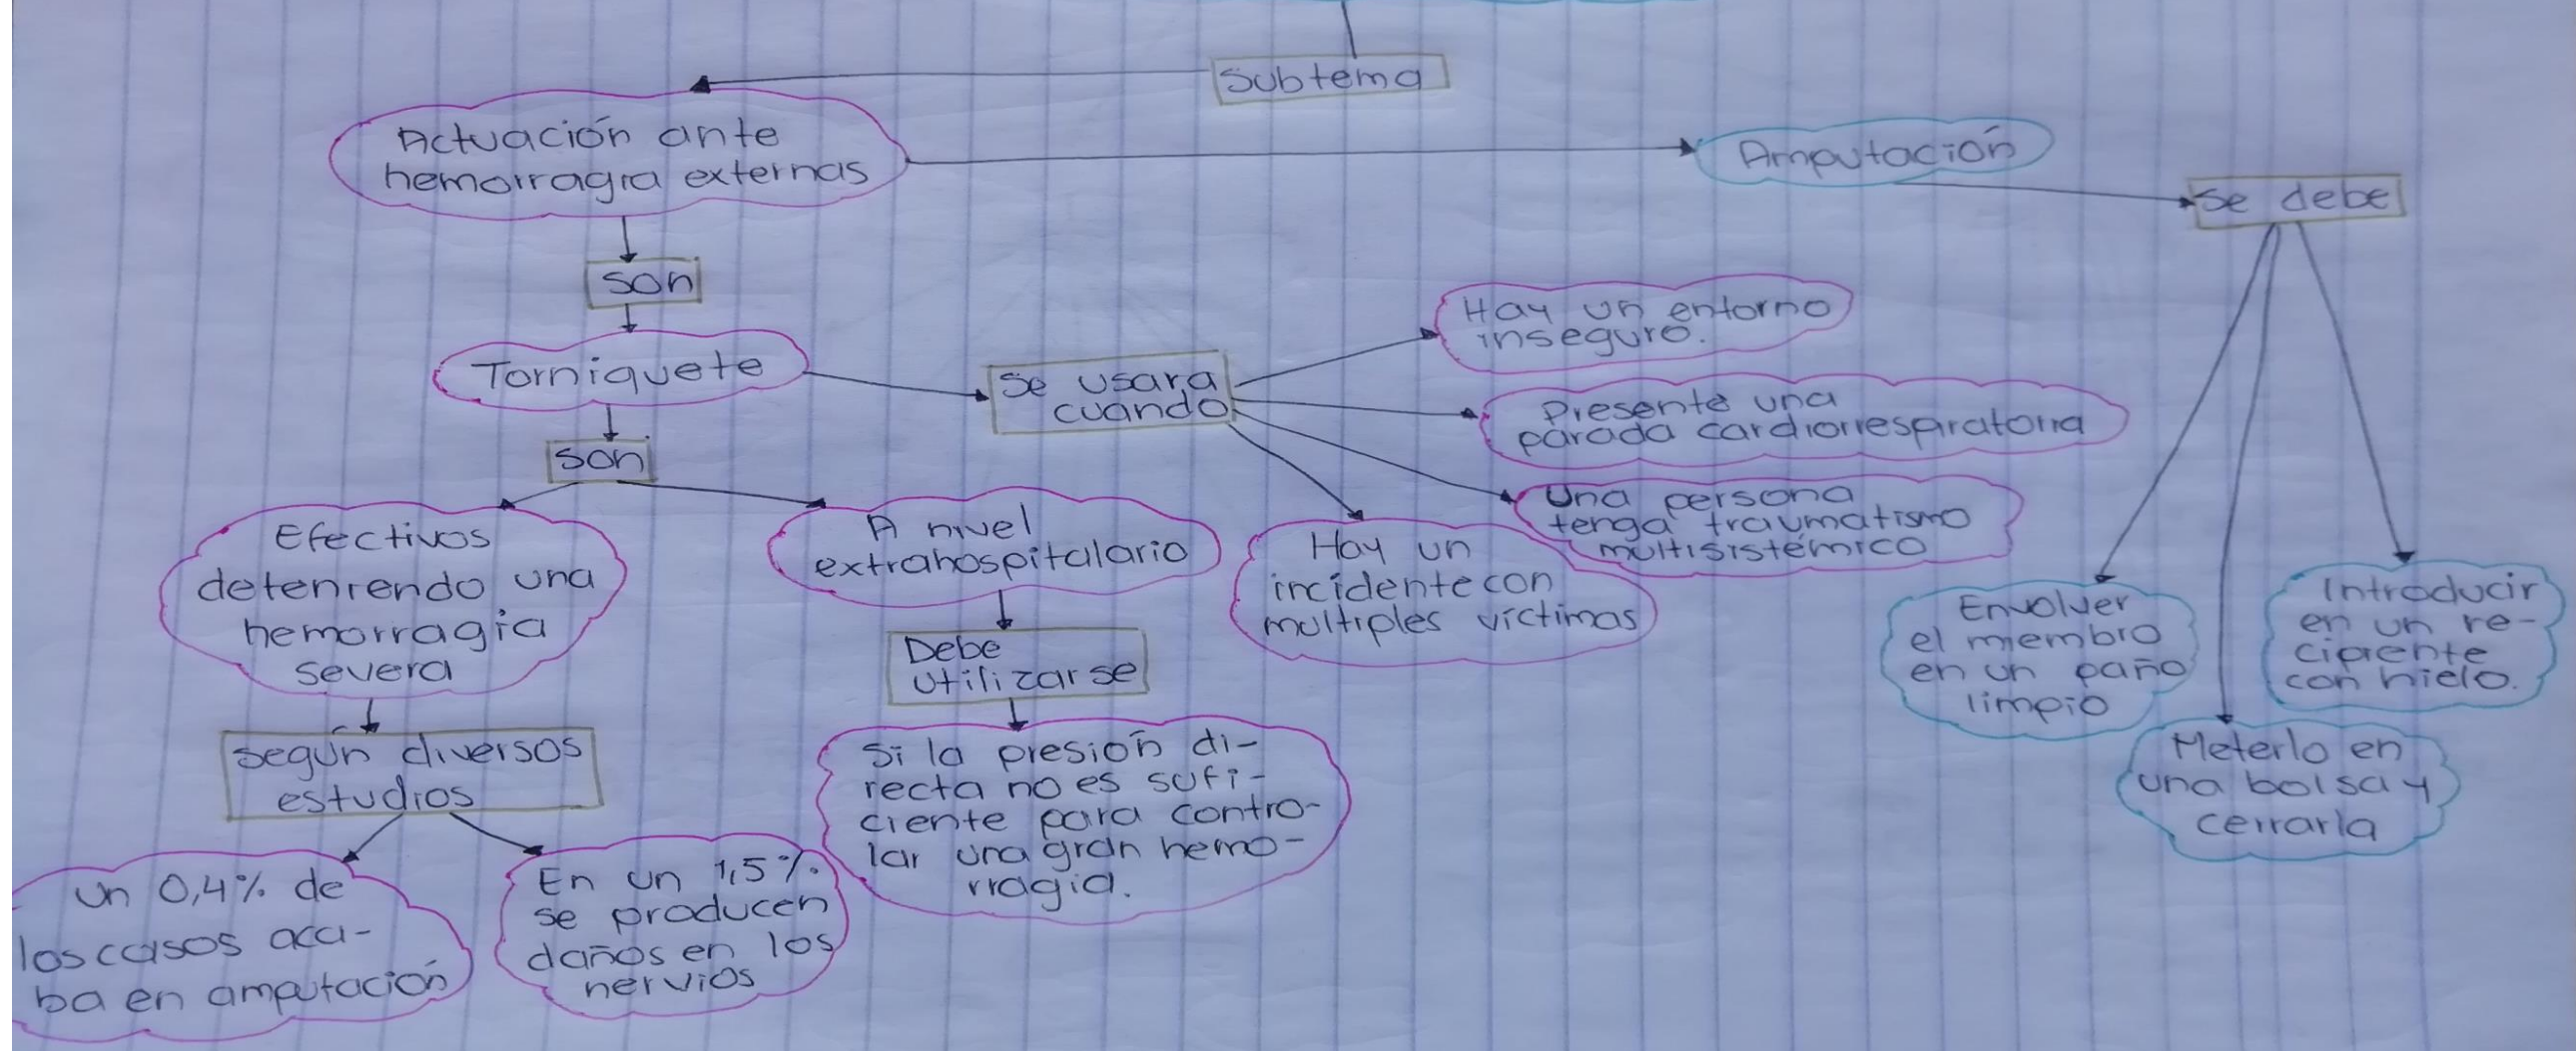 Subtema
Actuación ante
hemorragia externas
Amputación
se debe
son
Torniquete
se usara
cuando
Hay un entorno
inseguro.
Presente una
parada cardiorrespiratoria
Una persona
tenga traumatismo
multisistémico
Hay un
incidente con
multiples víctimas
son
Efectivos
deteniendo una
hemorragia
severa
A nivel
extrahospitalario
Debe
utilizarse
Si la presión di-
recta no es sufi-
ciente para contro-
lar una gran hemo-
rragia.
según diversos
estudios
un 0,4% de
los casos aca-
ba en amputación
En un 1,5%
se producen
daños en los
nervios
Envolver
el miembro
en un paño
limpio
Meterlo en
una bolsa y
cerrarla
Introducir
en un re-
cipiente
con hielo.